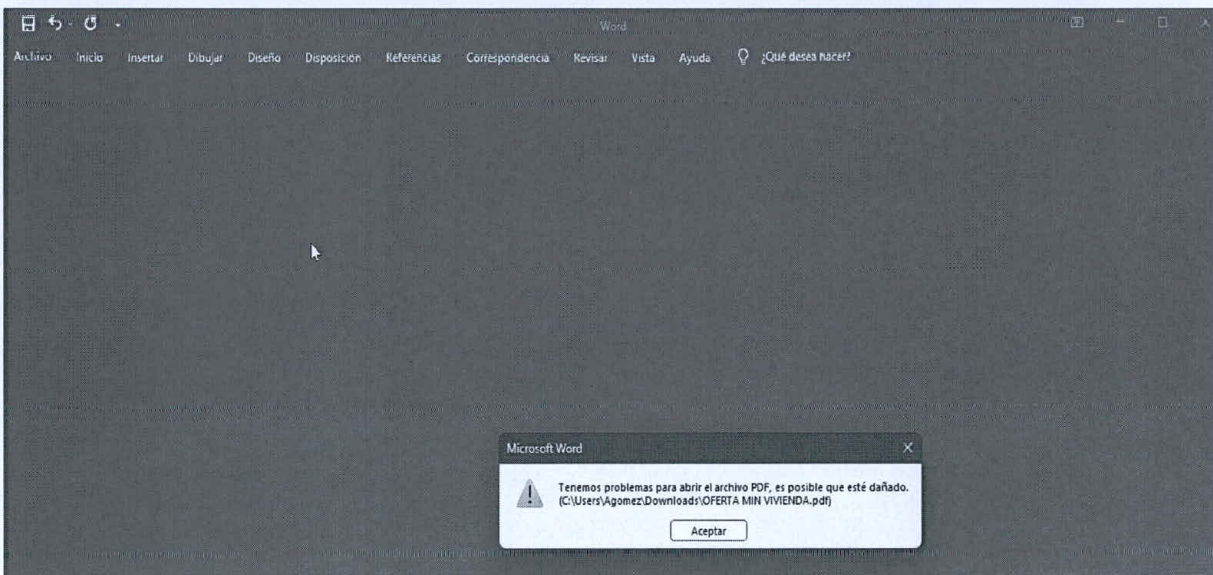 Word
Archivo Inicio Insertar Dibujar Diseño Disposición Referencias Correspondencia Revisar Vista Ayuda ¿Qué desea hacer?
Microsoft Word
Tenemos problemas para abrir el archivo PDF, es posible que esté dañado.
(C:\Users\Agomez\Downloads\OFERTA MIN VIVIENDA.pdf)
Aceptar